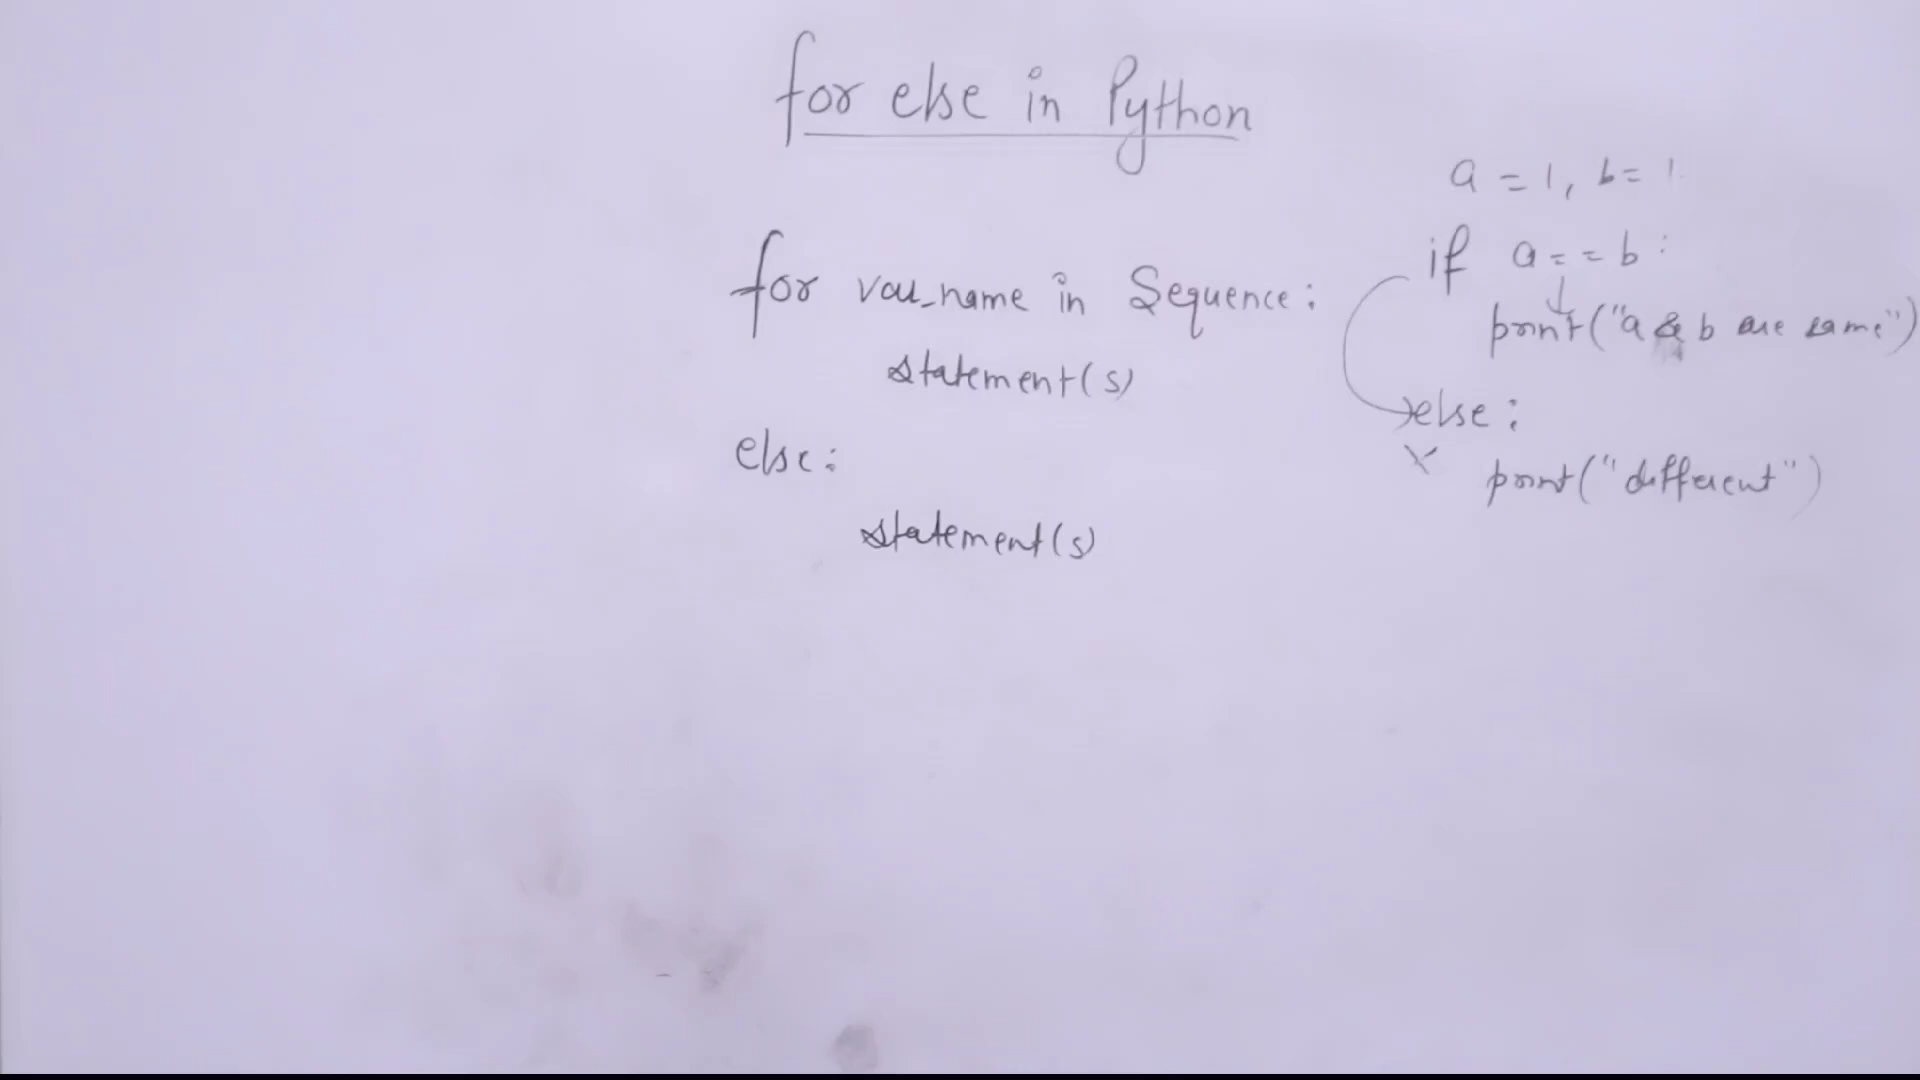 for else in Python
for var_name in Sequence:
statement(s)
else:
statement(s)
a = 1, b = 1
if a == b :
print("a & b are same")
else :
print("different")